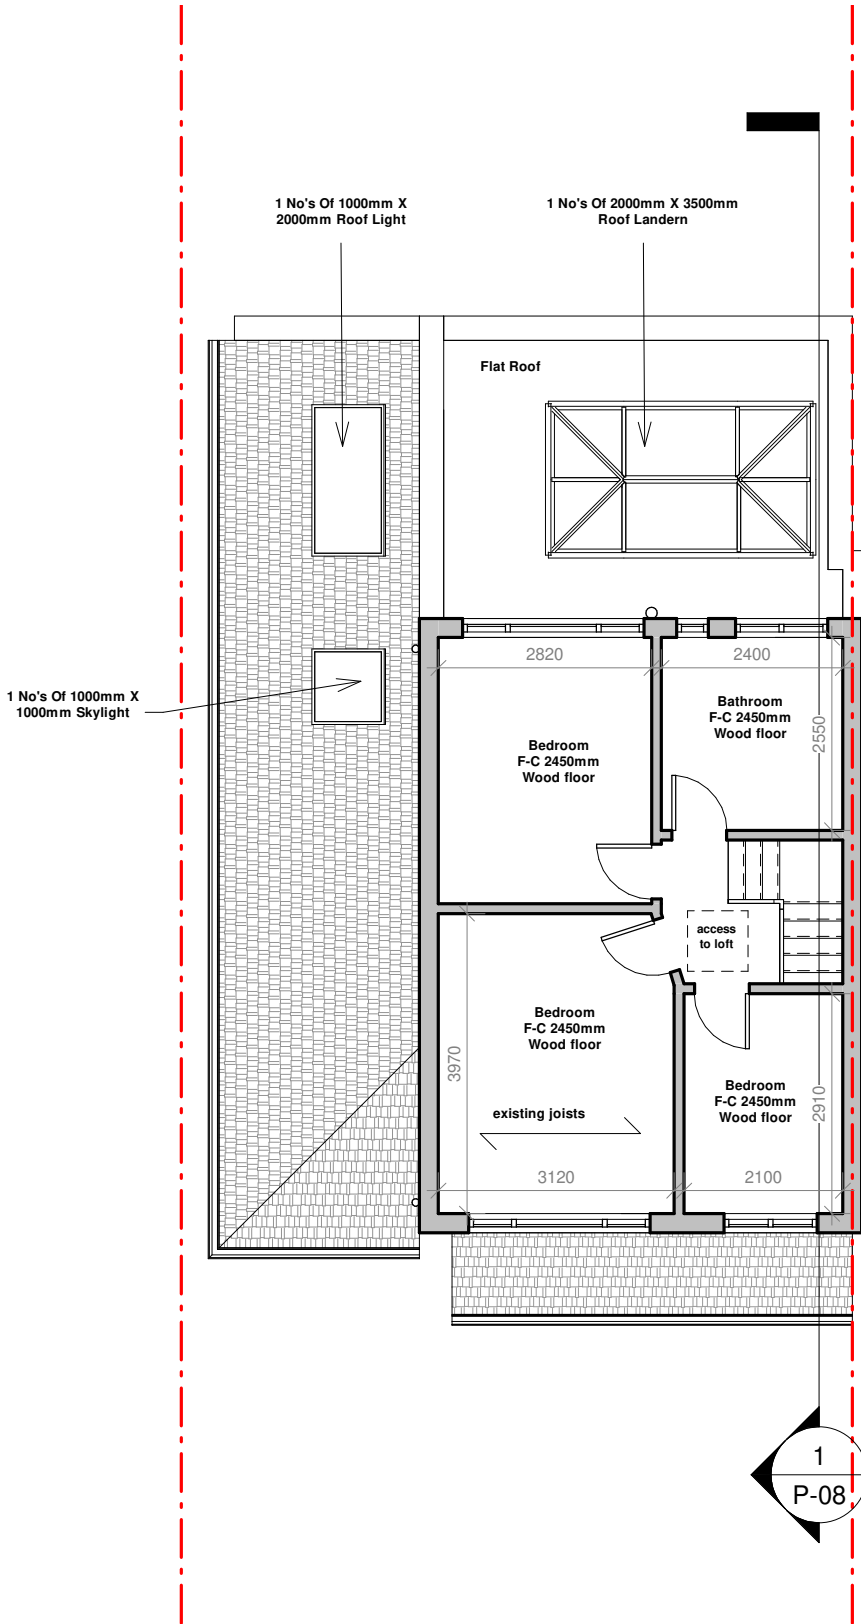 1 No's Of 1000mm X
2000mm Roof Light
1 No's Of 2000mm X 3500mm
Roof Landern
Flat Roof
1 No's Of 1000mm X
1000mm Skylight
2820
2400
Bathroom
F-C 2450mm
Wood floor
2550
Bedroom
F-C 2450mm
Wood floor
access
to loft
Bedroom
F-C 2450mm
Wood floor
3970
Bedroom
F-C 2450mm
Wood floor
2910
existing joists
3120
2100
1
P-08